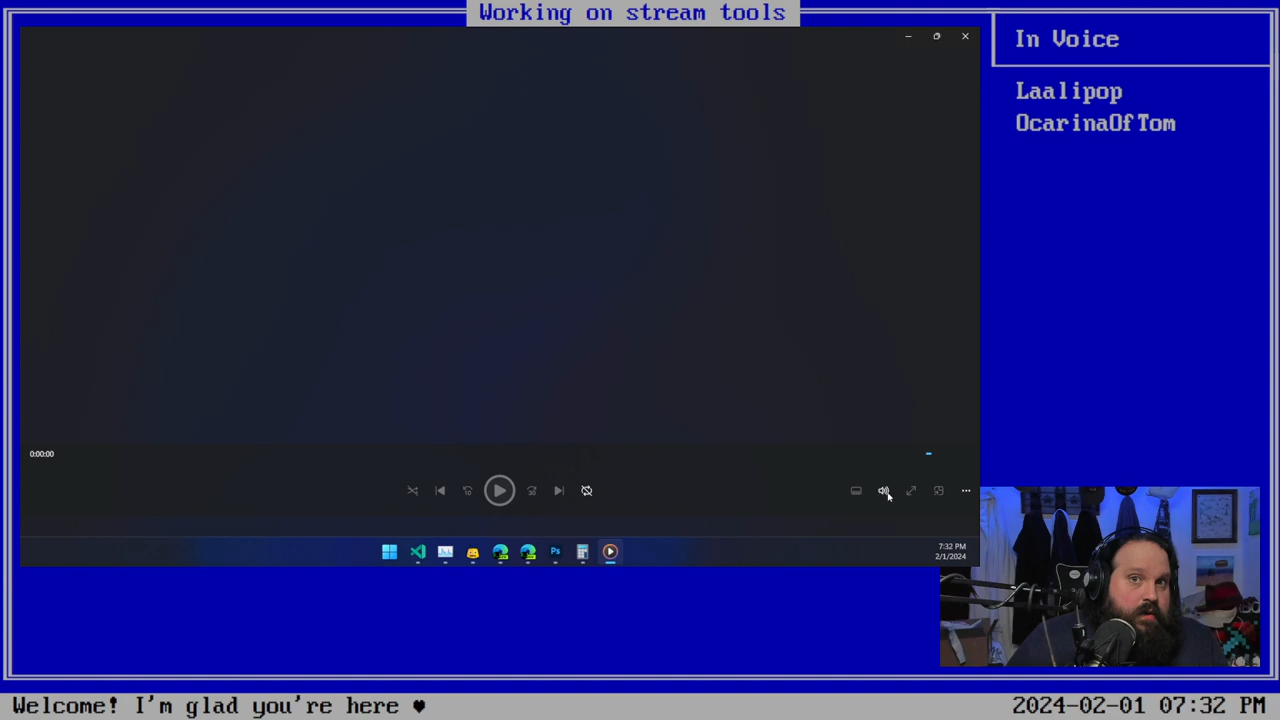 Working on stream tools
In Voice
Laalipop
OcarinaOfTom
0:00:00
Ps
7:32 PM
2/1/2024
Welcome! I'm glad you're here ♥
2024-02-01 07:32 PM